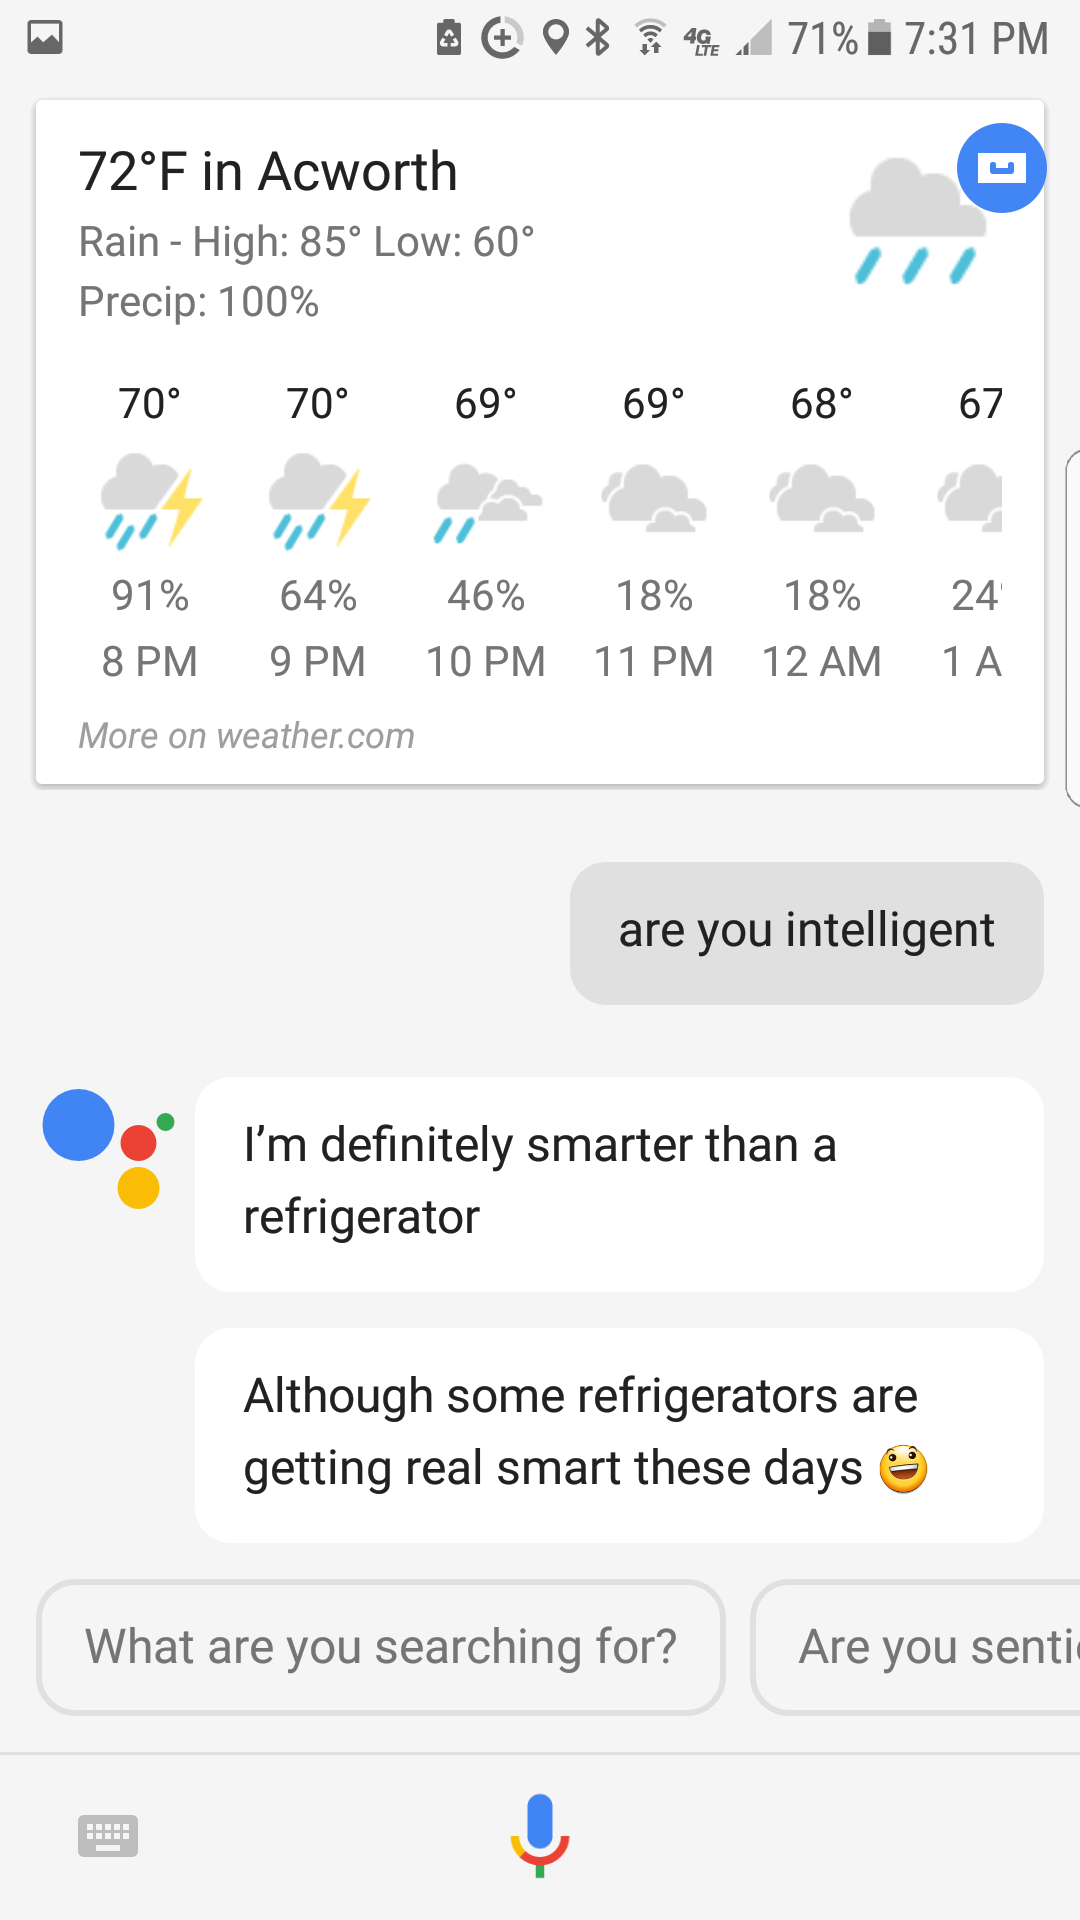 4G LTE 71% 7:31 PM
72°F in Acworth
Rain - High: 85° Low: 60°
Precip: 100%
70° 70° 69° 69° 68° 67
91% 64% 46% 18% 18% 24
8 PM 9 PM 10 PM 11 PM 12 AM 1 A
More on weather.com
are you intelligent
I’m definitely smarter than a
refrigerator
Although some refrigerators are
getting real smart these days 😃
What are you searching for? Are you senti